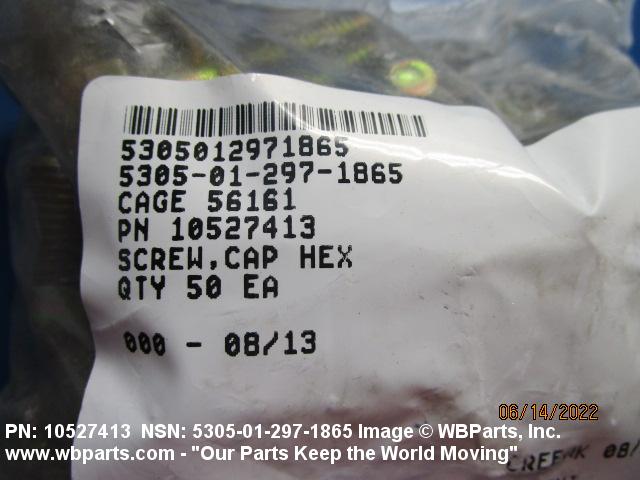 5305012971865
5305-01-297-1865
CAGE 56161
PN 10527413
SCREW,CAP HEX
QTY 50 EA
000 - 08/13
06/14/2022
PN: 10527413 NSN: 5305-01-297-1865 Image © WBParts, Inc.
www.wbparts.com - "Our Parts Keep the World Moving"
08/